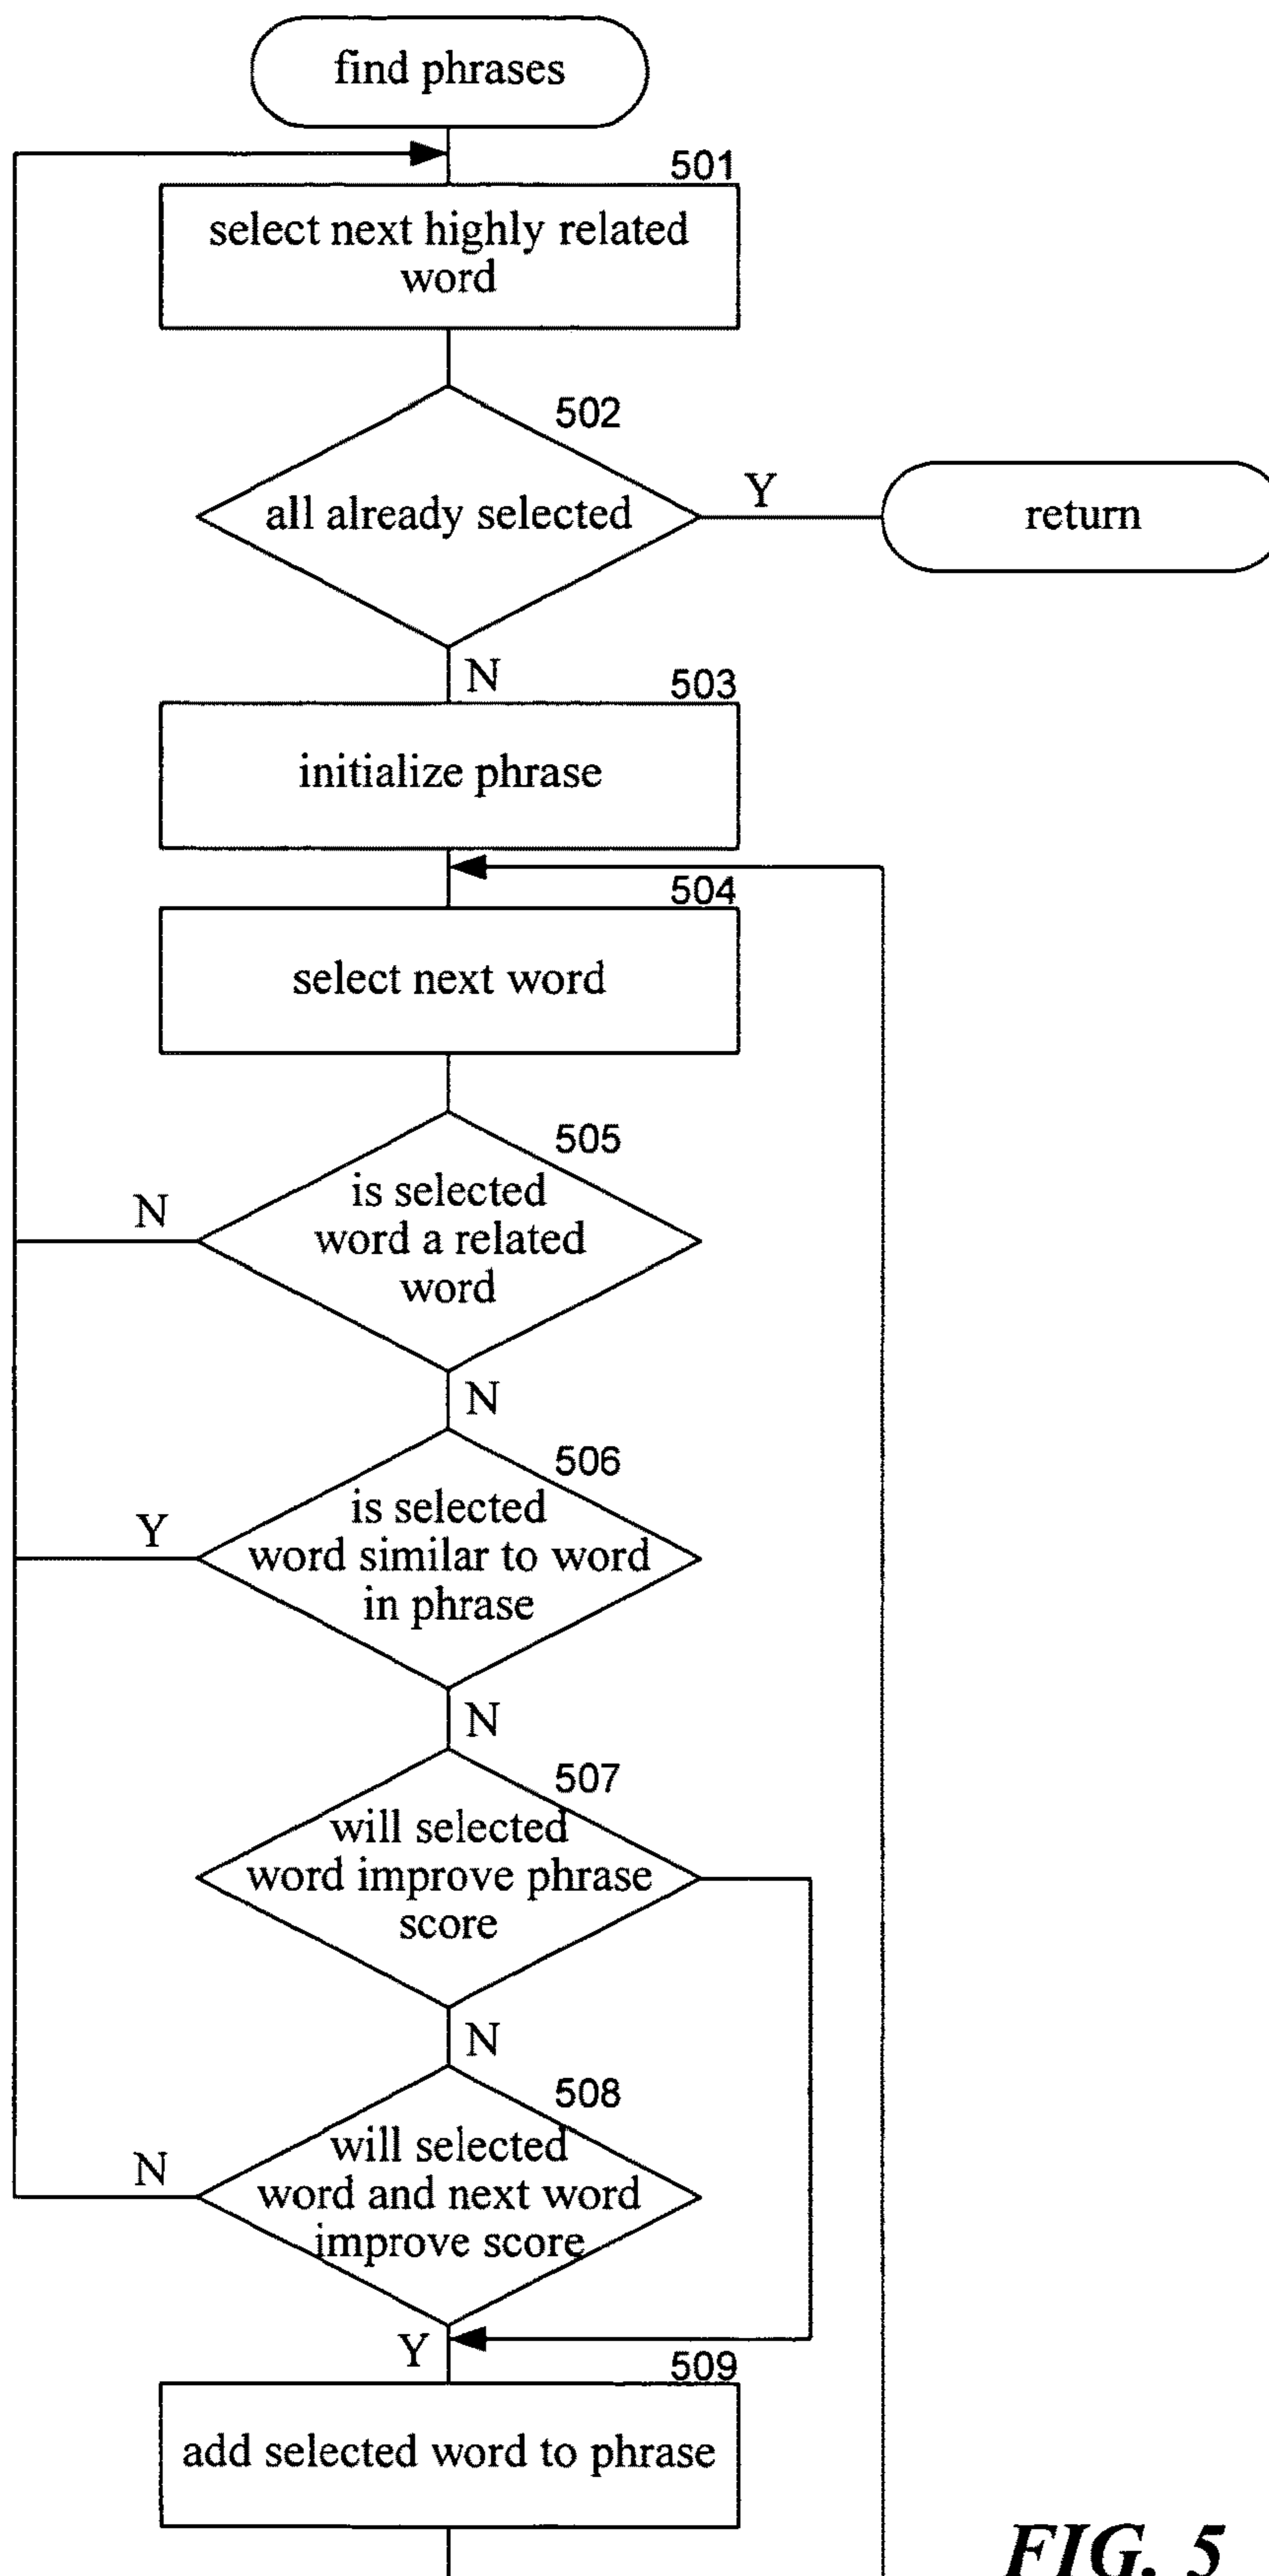 find phrases
501
select next highly related
word
502
all already selected
Y
return
N
503
initialize phrase
504
select next word
505
is selected
word a related
word
N
N
506
is selected
word similar to word
in phrase
Y
N
507
will selected
word improve phrase
score
N
508
will selected
word and next word
improve score
N
Y
509
add selected word to phrase
FIG. 5